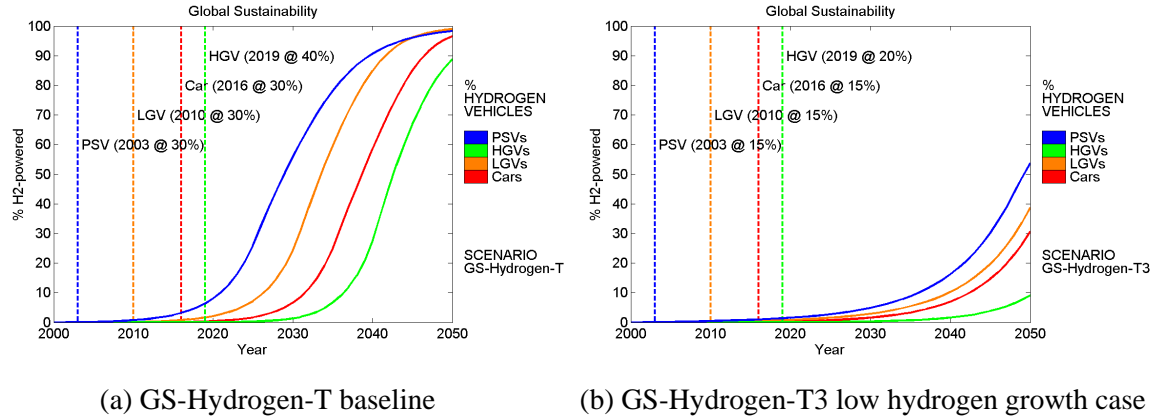 Global Sustainability
100
90
80
70
60
50
40
30
20
10
0
% H2-powered
2000
2010
2020
2030
2040
2050
Year
HGV (2019 @ 40%)
Car (2016 @ 30%)
LGV (2010 @ 30%)
PSV (2003 @ 30%)
%
HYDROGEN
VEHICLES
PSVs
HGVs
LGVs
Cars
SCENARIO
GS-Hydrogen-T
(a) GS-Hydrogen-T baseline
Global Sustainability
100
90
80
70
60
50
40
30
20
10
0
% H2-powered
2000
2010
2020
2030
2040
2050
Year
HGV (2019 @ 20%)
Car (2016 @ 15%)
LGV (2010 @ 15%)
PSV (2003 @ 15%)
%
HYDROGEN
VEHICLES
PSVs
HGVs
LGVs
Cars
SCENARIO
GS-Hydrogen-T3
(b) GS-Hydrogen-T3 low hydrogen growth case